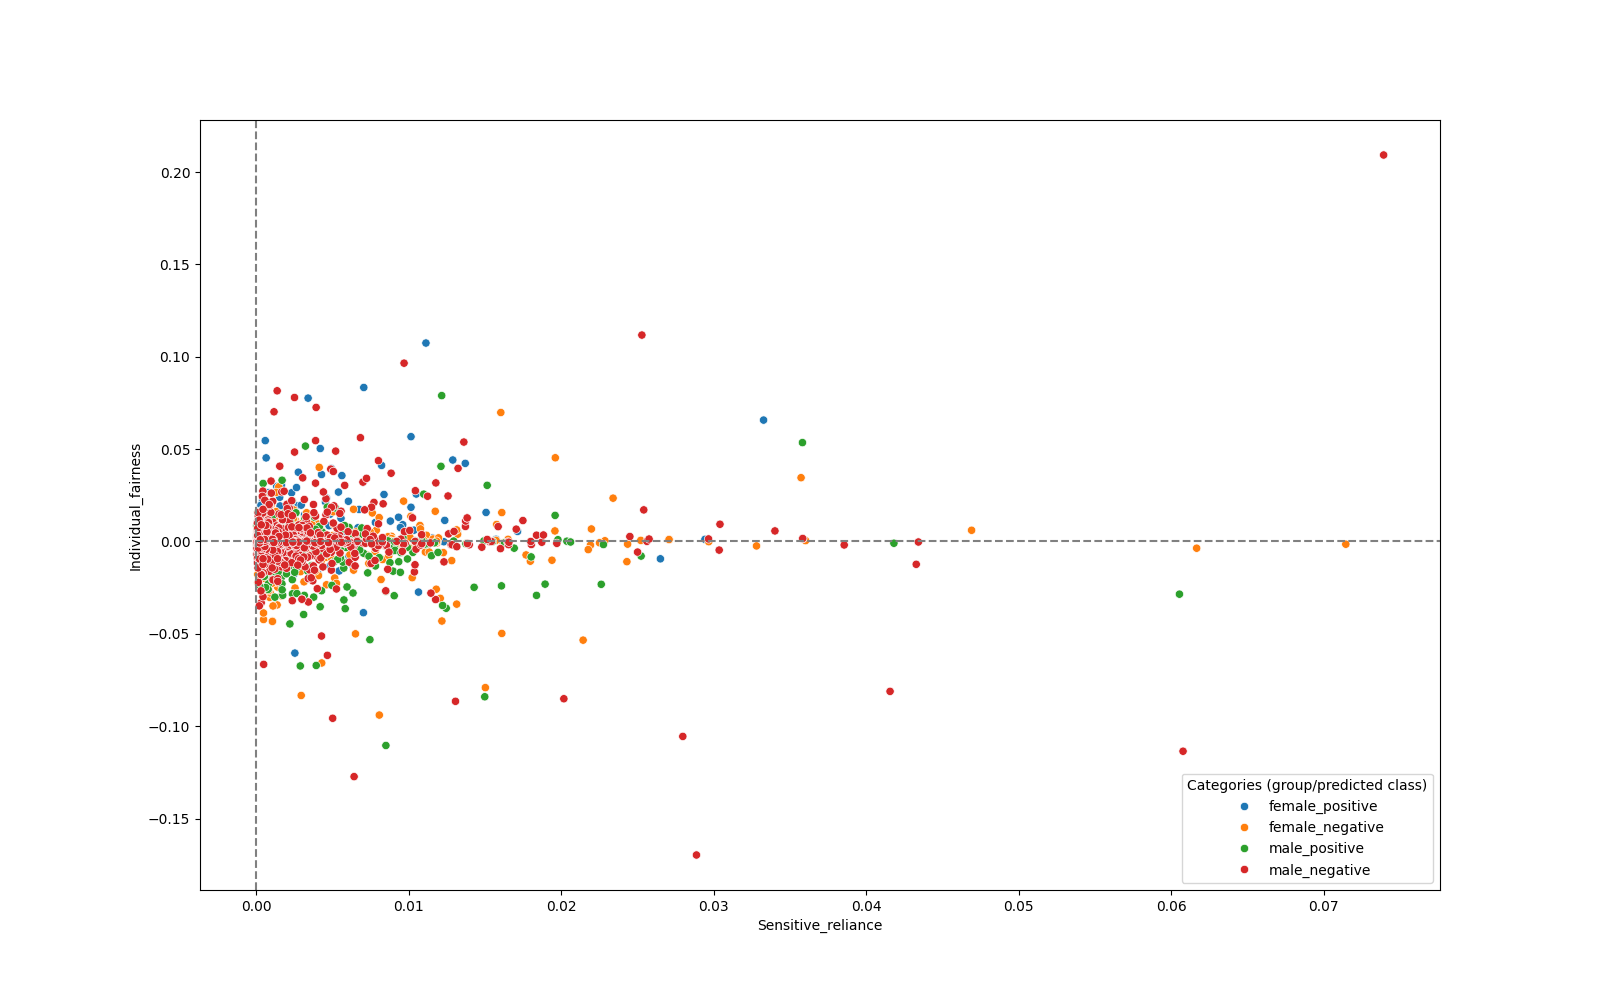 0.20
0.15
0.10
0.05
0.00
−0.05
−0.10
−0.15
Individual_fairness
0.00 0.01 0.02 0.03 0.04 0.05 0.06 0.07
Sensitive_reliance
Categories (group/predicted class)
female_positive
female_negative
male_positive
male_negative